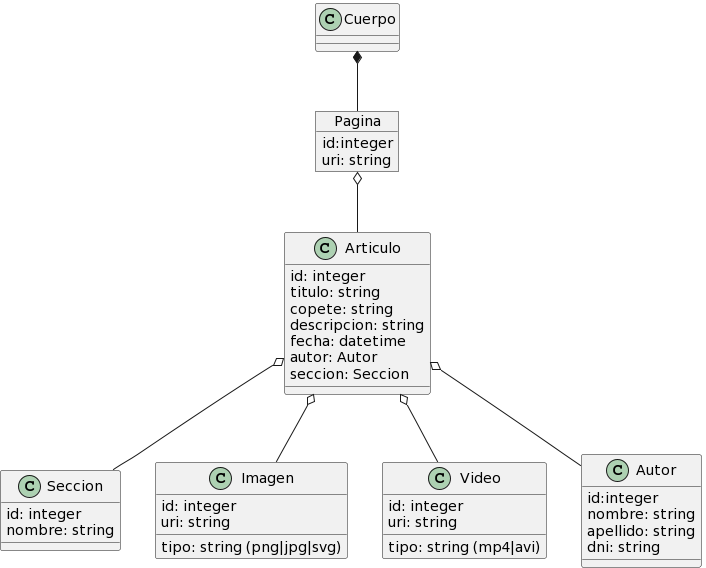 C Cuerpo
Pagina
id:integer
uri: string
C Articulo
id: integer
titulo: string
copete: string
descripcion: string
fecha: datetime
autor: Autor
seccion: Seccion
C Seccion
id: integer
nombre: string
C Imagen
id: integer
uri: string
tipo: string (png|jpg|svg)
C Video
id: integer
uri: string
tipo: string (mp4|avi)
C Autor
id:integer
nombre: string
apellido: string
dni: string